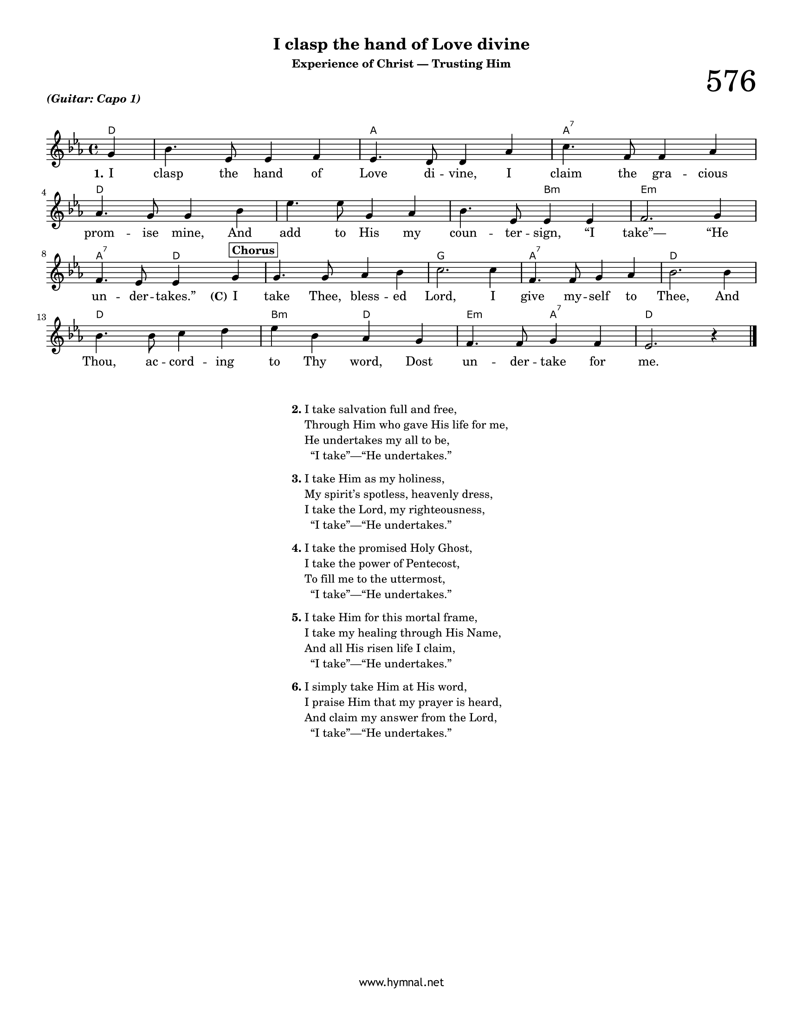 I clasp the hand of Love divine
Experience of Christ — Trusting Him
576
(Guitar: Capo 1)
D A A7
1. I clasp the hand of Love di - vine, I claim the gra - cious
4 D Bm Em
prom - ise mine, And add to His my coun - ter - sign, “I take”— “He
8 A7 D Chorus G A7 D
un - der - takes.” (C) I take Thee, bless - ed Lord, I give my - self to Thee, And
13 D Bm D Em A7 D
Thou, ac - cord - ing to Thy word, Dost un - der - take for me.
2. I take salvation full and free,
Through Him who gave His life for me,
He undertakes my all to be,
“I take”—“He undertakes.”
3. I take Him as my holiness,
My spirit’s spotless, heavenly dress,
I take the Lord, my righteousness,
“I take”—“He undertakes.”
4. I take the promised Holy Ghost,
I take the power of Pentecost,
To fill me to the uttermost,
“I take”—“He undertakes.”
5. I take Him for this mortal frame,
I take my healing through His Name,
And all His risen life I claim,
“I take”—“He undertakes.”
6. I simply take Him at His word,
I praise Him that my prayer is heard,
And claim my answer from the Lord,
“I take”—“He undertakes.”
www.hymnal.net